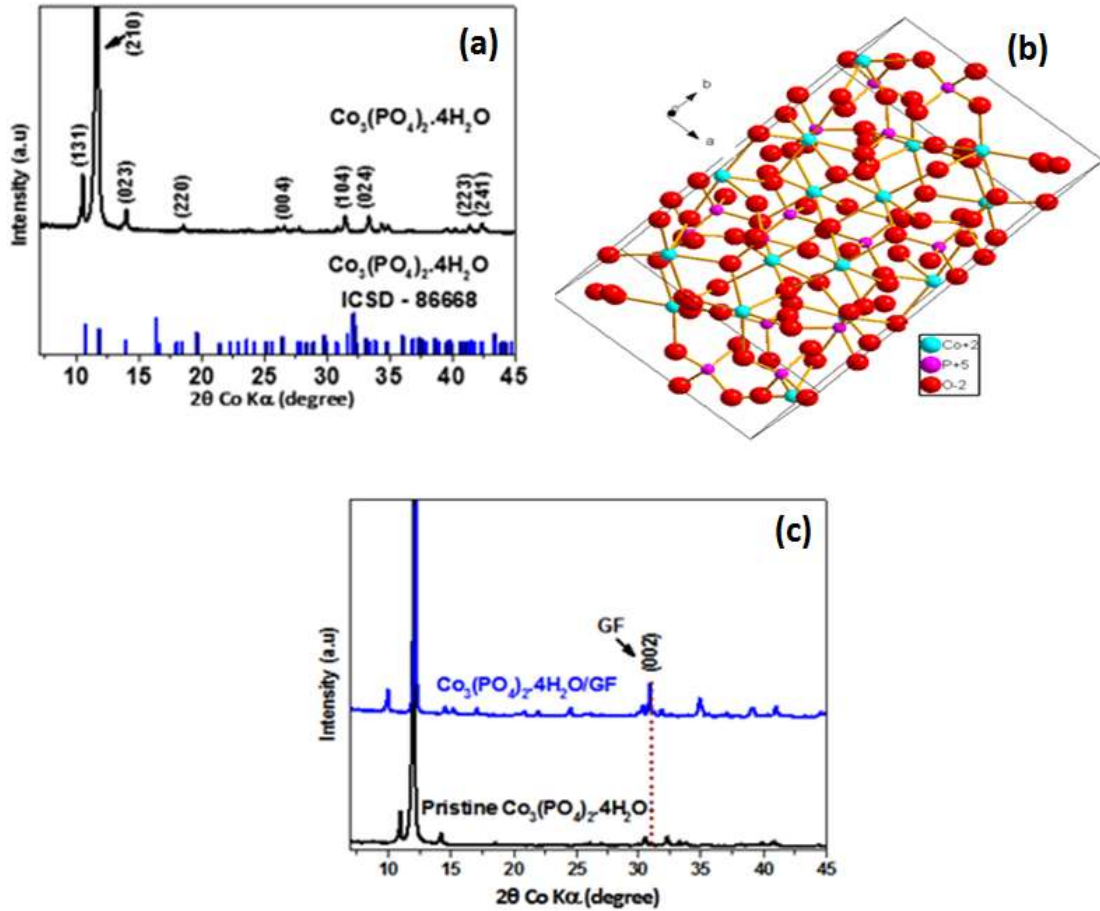 (a)
Intensity (a.u)
(131)
(210)
(023)
(220)
(004)
(104)
(024)
(223)
(241)
Co₃(PO₄)₂.4H₂O
Co₃(PO₄)₂.4H₂O
ICSD - 86668
10 15 20 25 30 35 40 45
2θ Co Kα (degree)
(b)
b
a
Co+2
P+5
O-2
(c)
Intensity (a.u)
GF
(002)
Co₃(PO₄)₂.4H₂O/GF
Pristine Co₃(PO₄)₂.4H₂O
10 15 20 25 30 35 40 45
2θ Co Kα (degree)